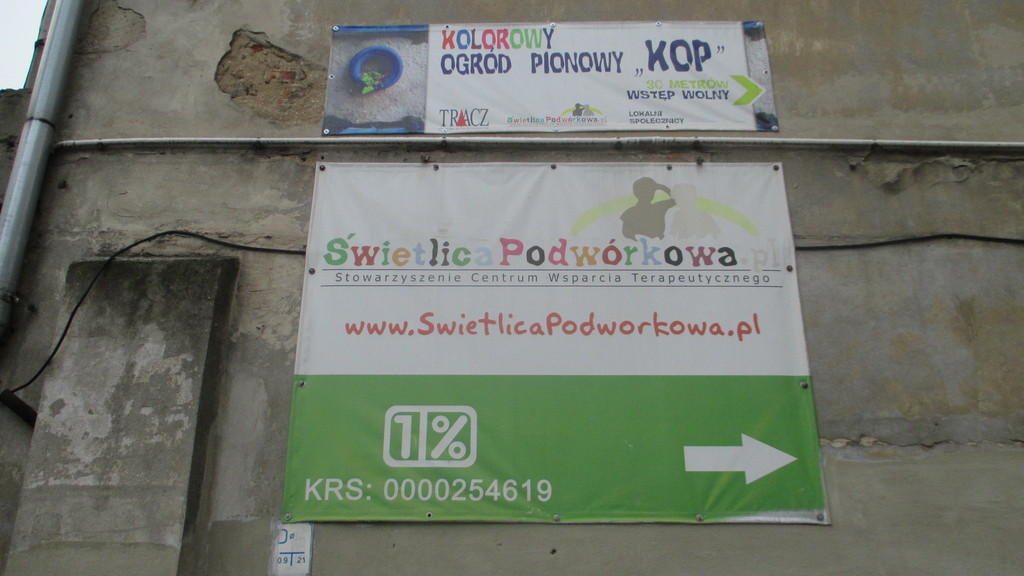 KOLOROWY
OGRÓD PIONOWY „KOP”
30 METRÓW
WSTĘP WOLNY
TRACZ
ŚwietlicaPodwórkowa.pl
LOKALNI
SPOŁECZNICY
ŚwietlicaPodwórkowa.pl
Stowarzyszenie Centrum Wsparcia Terapeutycznego
www.SwietlicaPodworkowa.pl
1%
KRS: 0000254619
D
09 21